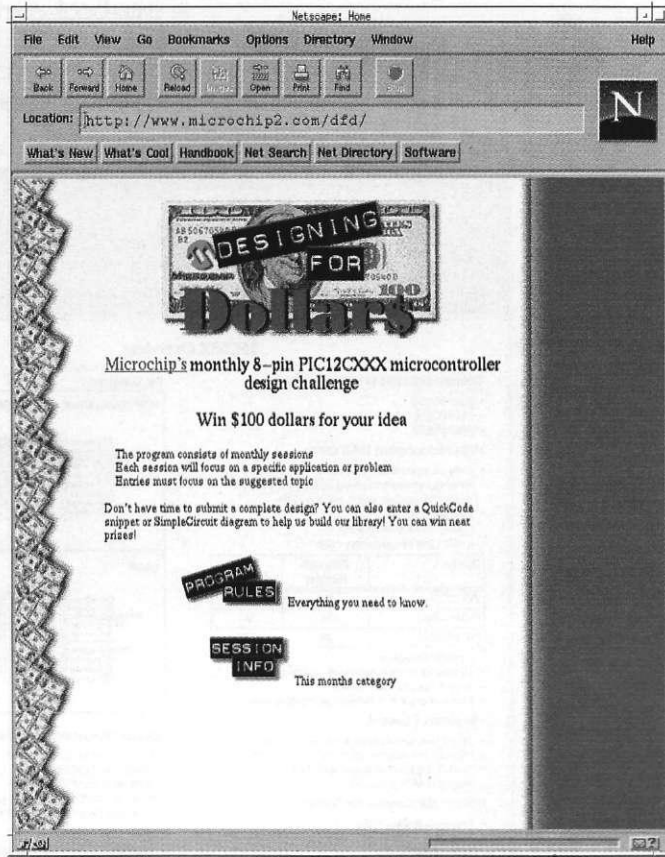 Netscape: Home
File Edit View Go Bookmarks Options Directory Window Help
Back Forward Home Reload Open Print Find
N
Location: http://www.microchip2.com/dfd/
What's New! What's Cool! Handbook Net Search Net Directory Software
AB 5067054
B2
DESIGNING
FOR
70540 B
100
Dollars
Microchip's monthly 8-pin PIC12CXXX microcontroller
design challenge
Win $100 dollars for your idea
The program consists of monthly sessions
Each session will focus on a specific application or problem
Entries must focus on the suggested topic
Don't have time to submit a complete design? You can also enter a QuickCode
snippet or SimpleCircuit diagram to help us build our library! You can win neat
prizes!
PROGRAM
RULES Everything you need to know.
SESSION
INFO
This months category